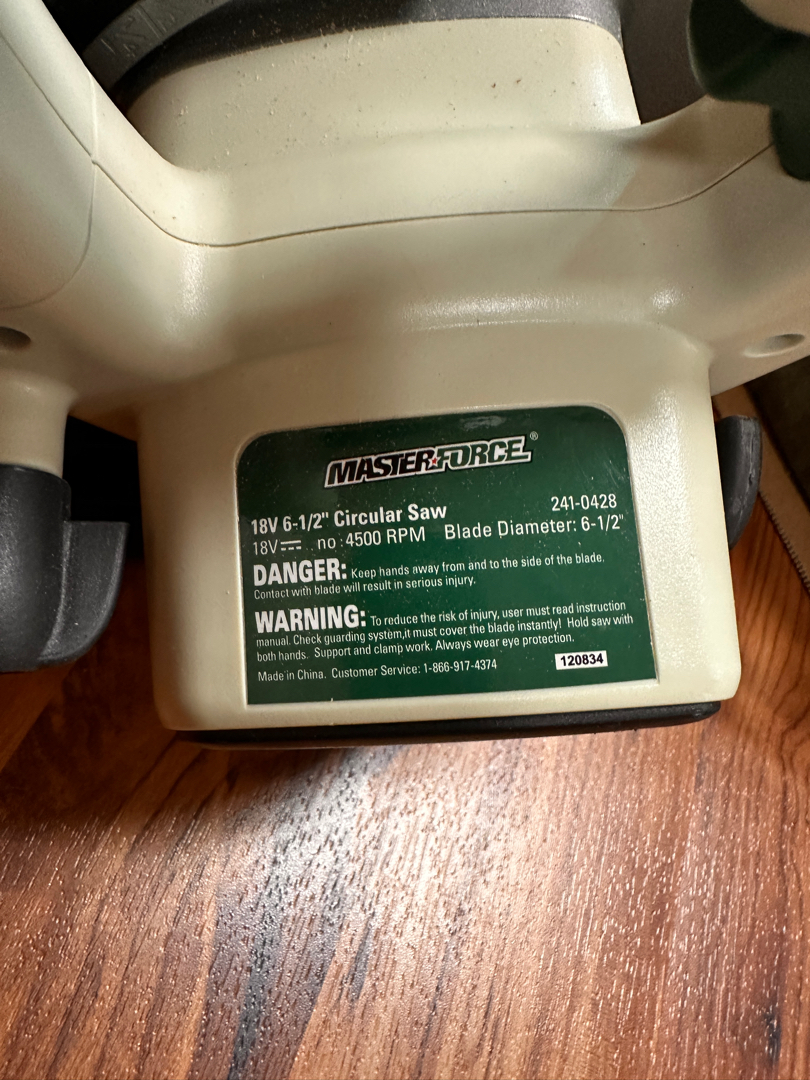 MASTERFORCE®
18V 6-1/2" Circular Saw 241-0428
18V⎓ no :4500 RPM Blade Diameter: 6-1/2"
DANGER: Keep hands away from and to the side of the blade.
Contact with blade will result in serious injury.
WARNING: To reduce the risk of injury, user must read instruction
manual. Check guarding system,it must cover the blade instantly! Hold saw with
both hands. Support and clamp work. Always wear eye protection.
Made in China. Customer Service: 1-866-917-4374 120834